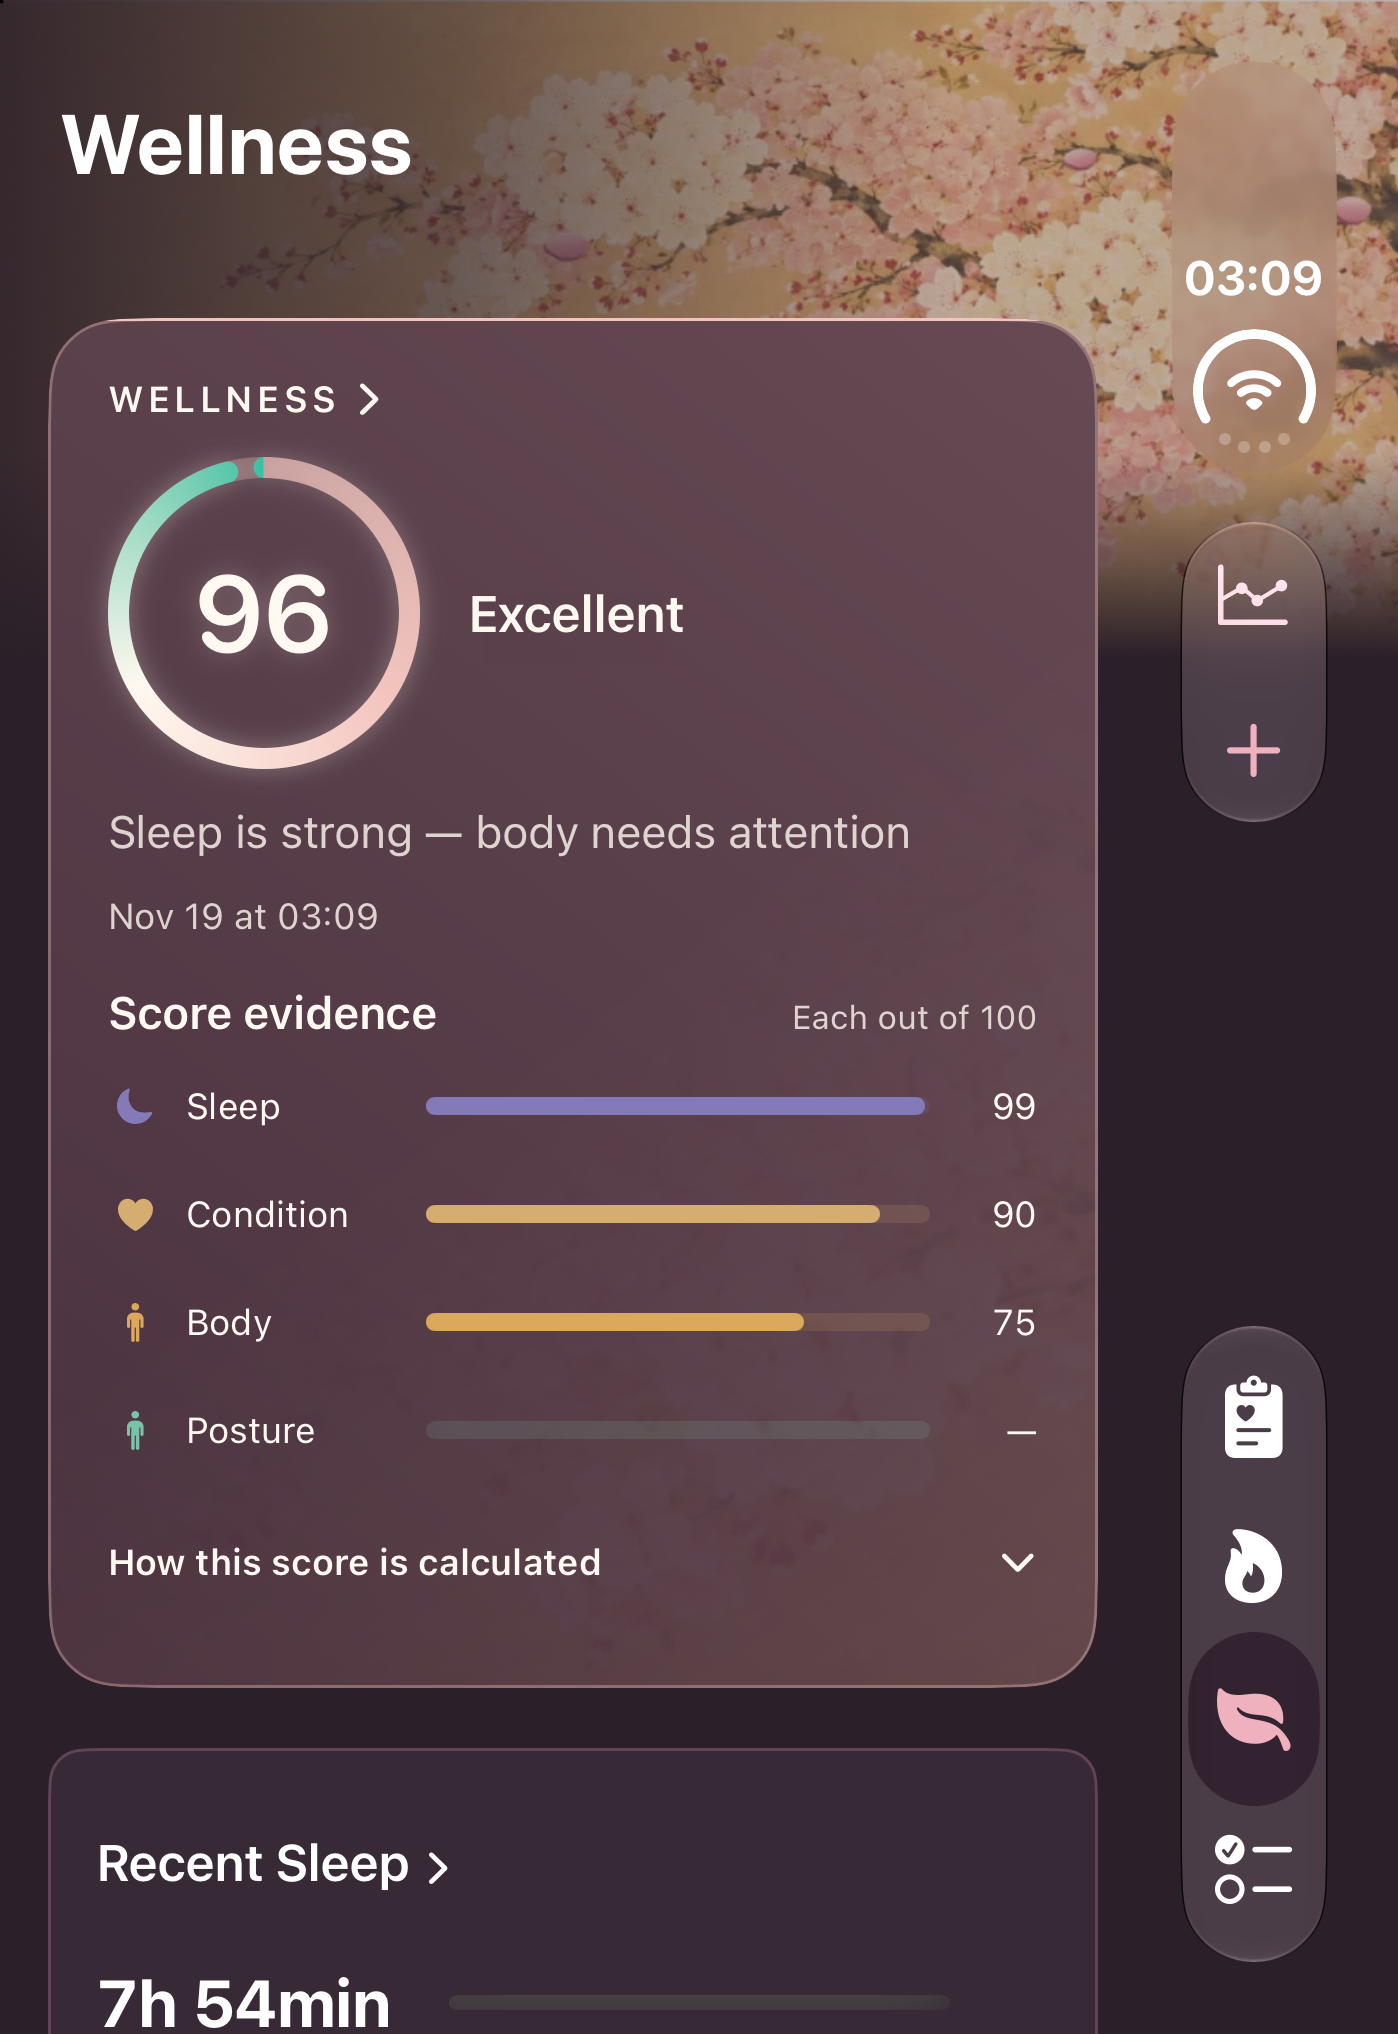 Wellness
03:09
WELLNESS
96
Excellent
Sleep is strong — body needs attention
Nov 19 at 03:09
Score evidence
Each out of 100
Sleep 99
Condition 90
Body 75
Posture —
How this score is calculated
Recent Sleep
7h 54min